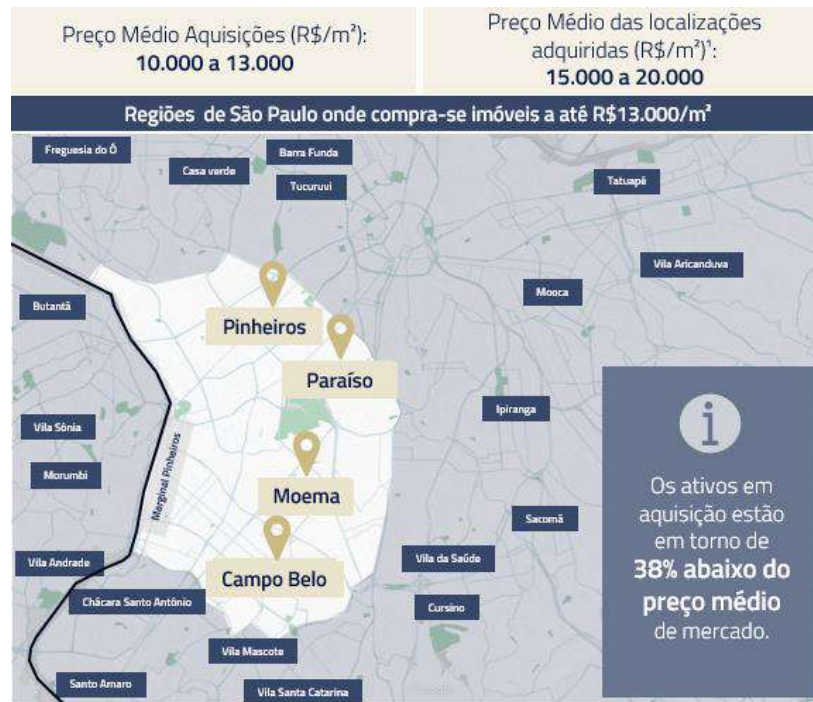 Preço Médio Aquisições (R$/m²):
10.000 a 13.000
Preço Médio das localizações
adquiridas (R$/m²)¹:
15.000 a 20.000
Regiões de São Paulo onde compra-se imóveis a até R$13.000/m²
Freguesia do Ô
Casa verde
Barra Funda
Tucuruvi
Tatuapé
Vila Aricanduva
Mooca
Butantã
Pinheiros
Paraíso
Ipiranga
Vila Sônia
Morumbi
Marginal Pinheiros
Moema
Sacomã
Campo Belo
Vila Andrade
Chácara Santo Antônio
Vila da Saúde
Cursino
Vila Mascote
Santo Amaro
Vila Santa Catarina
i
Os ativos em
aquisição estão
em torno de
38% abaixo do
preço médio
de mercado.